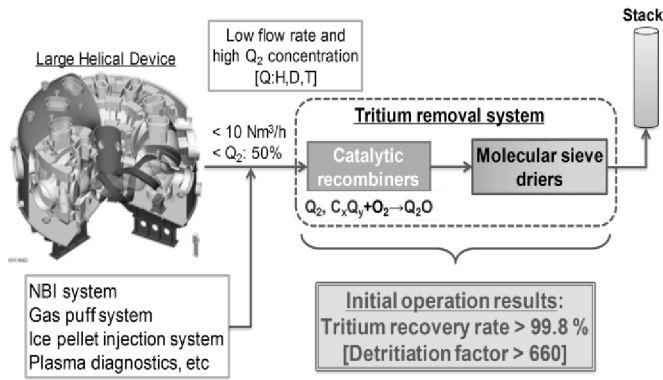 Stack
Low flow rate and
high Q₂ concentration
[Q:H,D,T]
Large Helical Device
< 10 Nm³/h
< Q₂: 50%
Tritium removal system
Catalytic
recombiners
Molecular sieve
driers
Q₂, CₓQᵧ+O₂→Q₂O
NBI system
Gas puff system
Ice pellet injection system
Plasma diagnostics, etc
Initial operation results:
Tritium recovery rate > 99.8 %
[Detritiation factor > 660]